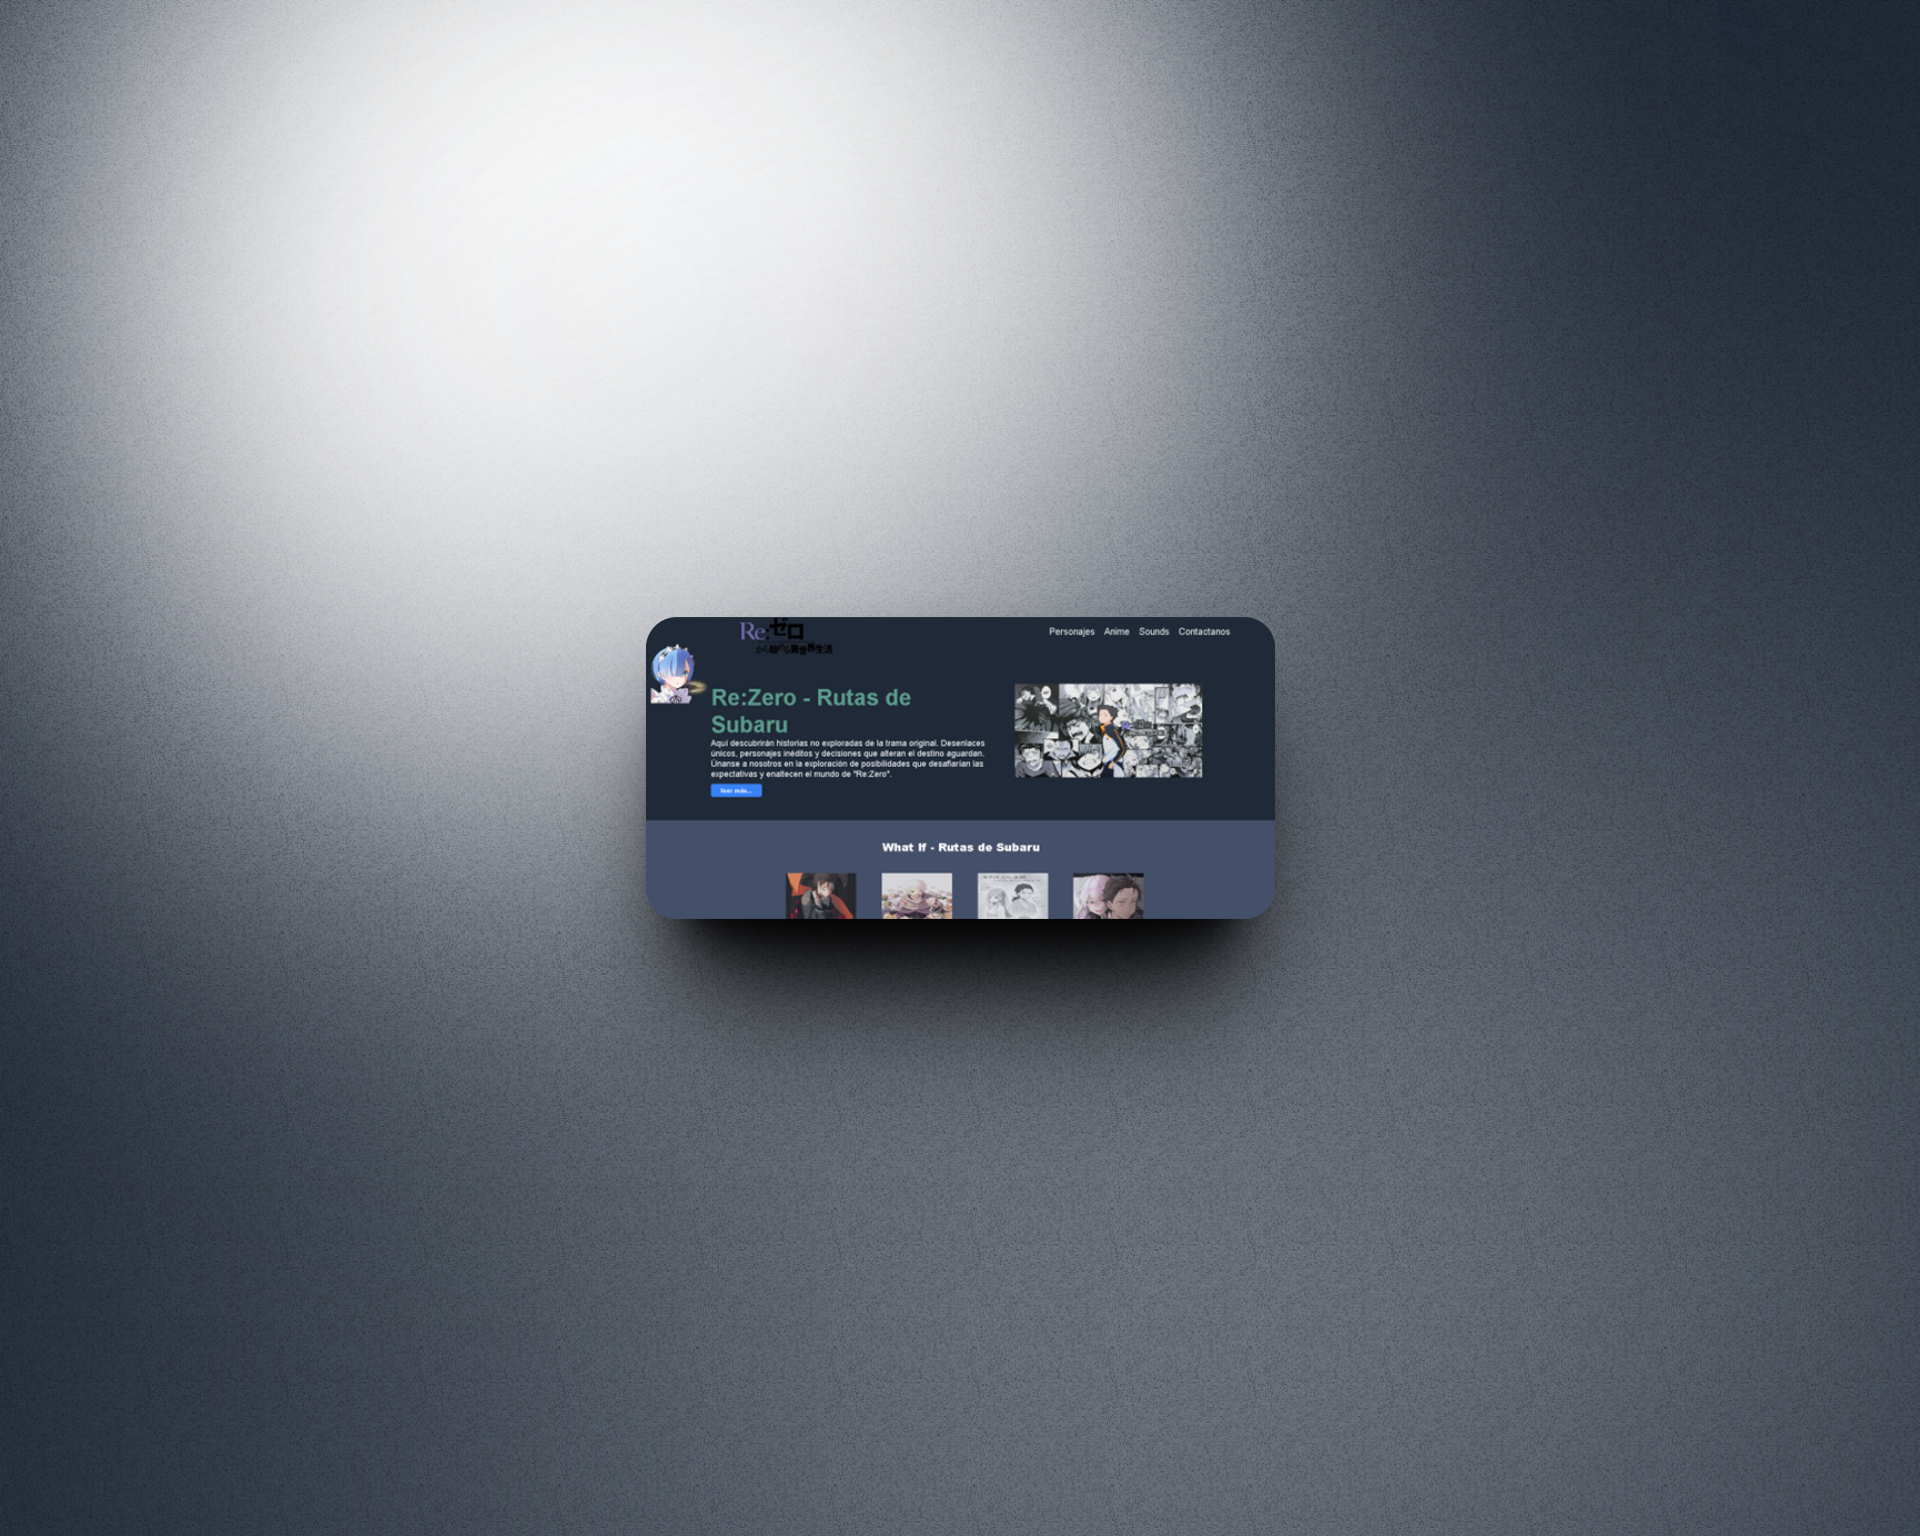 Re:ゼロ
から始める異世界生活
Personajes Anime Sounds Contactanos
Re:Zero - Rutas de
Subaru
Aquí descubrirán historias no exploradas de la trama original. Desenlaces
únicos, personajes inéditos y decisiones que alteran el destino aguardan.
Únanse a nosotros en la exploración de posibilidades que desafiarían las
expectativas y enaltecen el mundo de "Re:Zero".
leer más...
What If - Rutas de Subaru